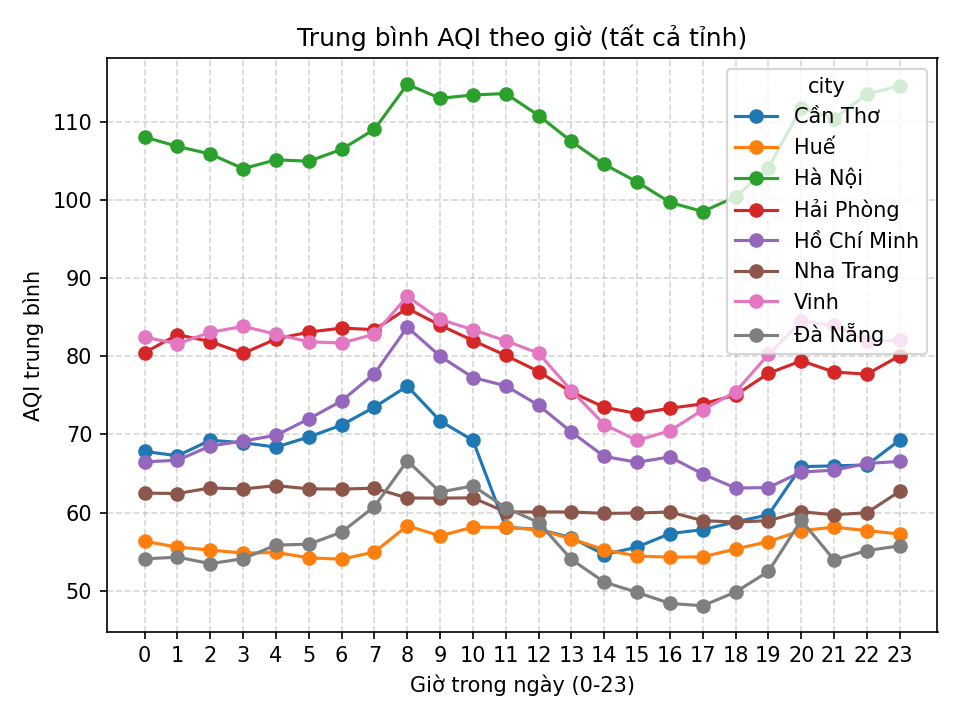 Trung bình AQI theo giờ (tất cả tỉnh)
AQI trung bình
110
100
90
80
70
60
50
city
Cần Thơ
Huế
Hà Nội
Hải Phòng
Hồ Chí Minh
Nha Trang
Vinh
Đà Nẵng
0 1 2 3 4 5 6 7 8 9 10 11 12 13 14 15 16 17 18 19 20 21 22 23
Giờ trong ngày (0-23)